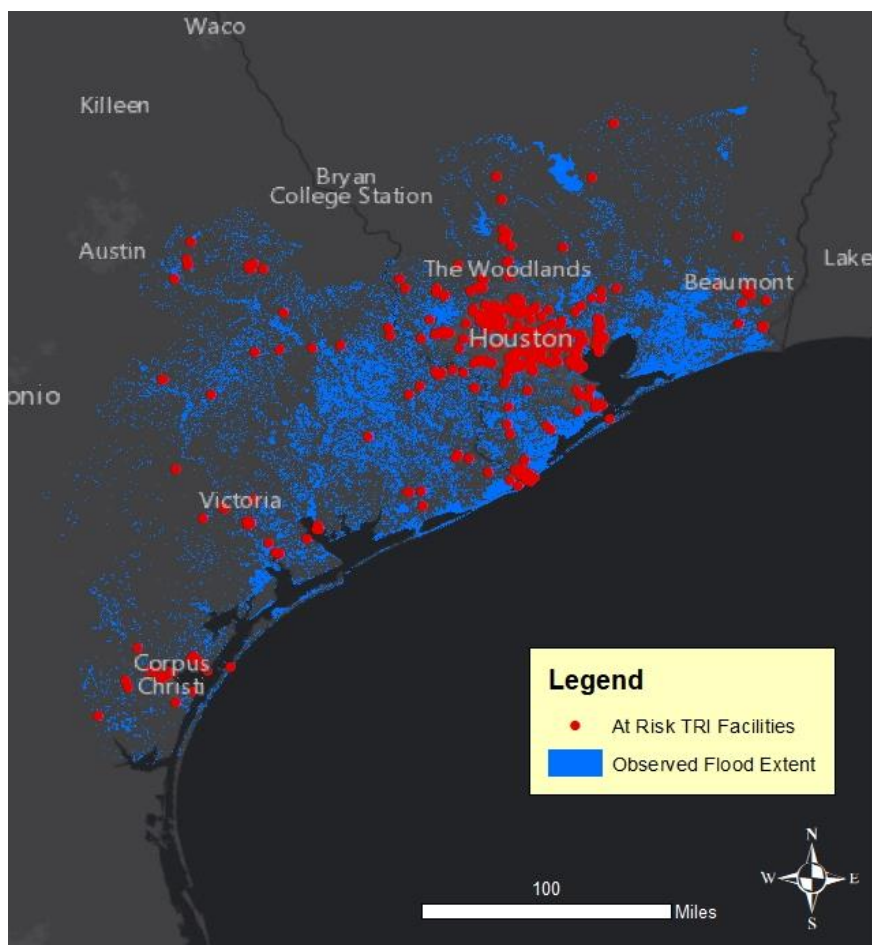 Waco
Killeen
Bryan
College Station
Austin
The Woodlands
Beaumont
Lake
Houston
onio
Victoria
Corpus
Christi
Legend
At Risk TRI Facilities
Observed Flood Extent
N
W E
S
100
Miles